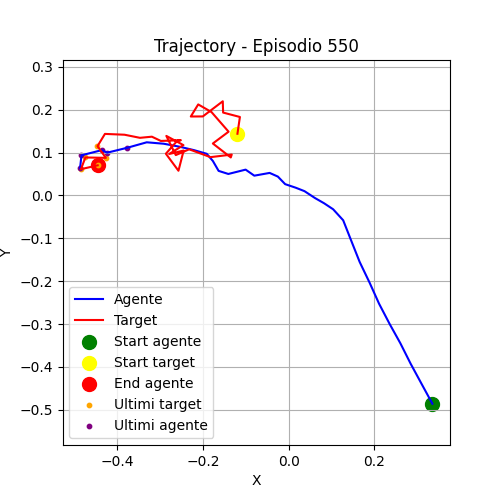 Trajectory - Episodio 550
Y
0.3
0.2
0.1
0.0
−0.1
−0.2
−0.3
−0.4
−0.5
Agente
Target
Start agente
Start target
End agente
Ultimi target
Ultimi agente
−0.4
−0.2
0.0
0.2
X